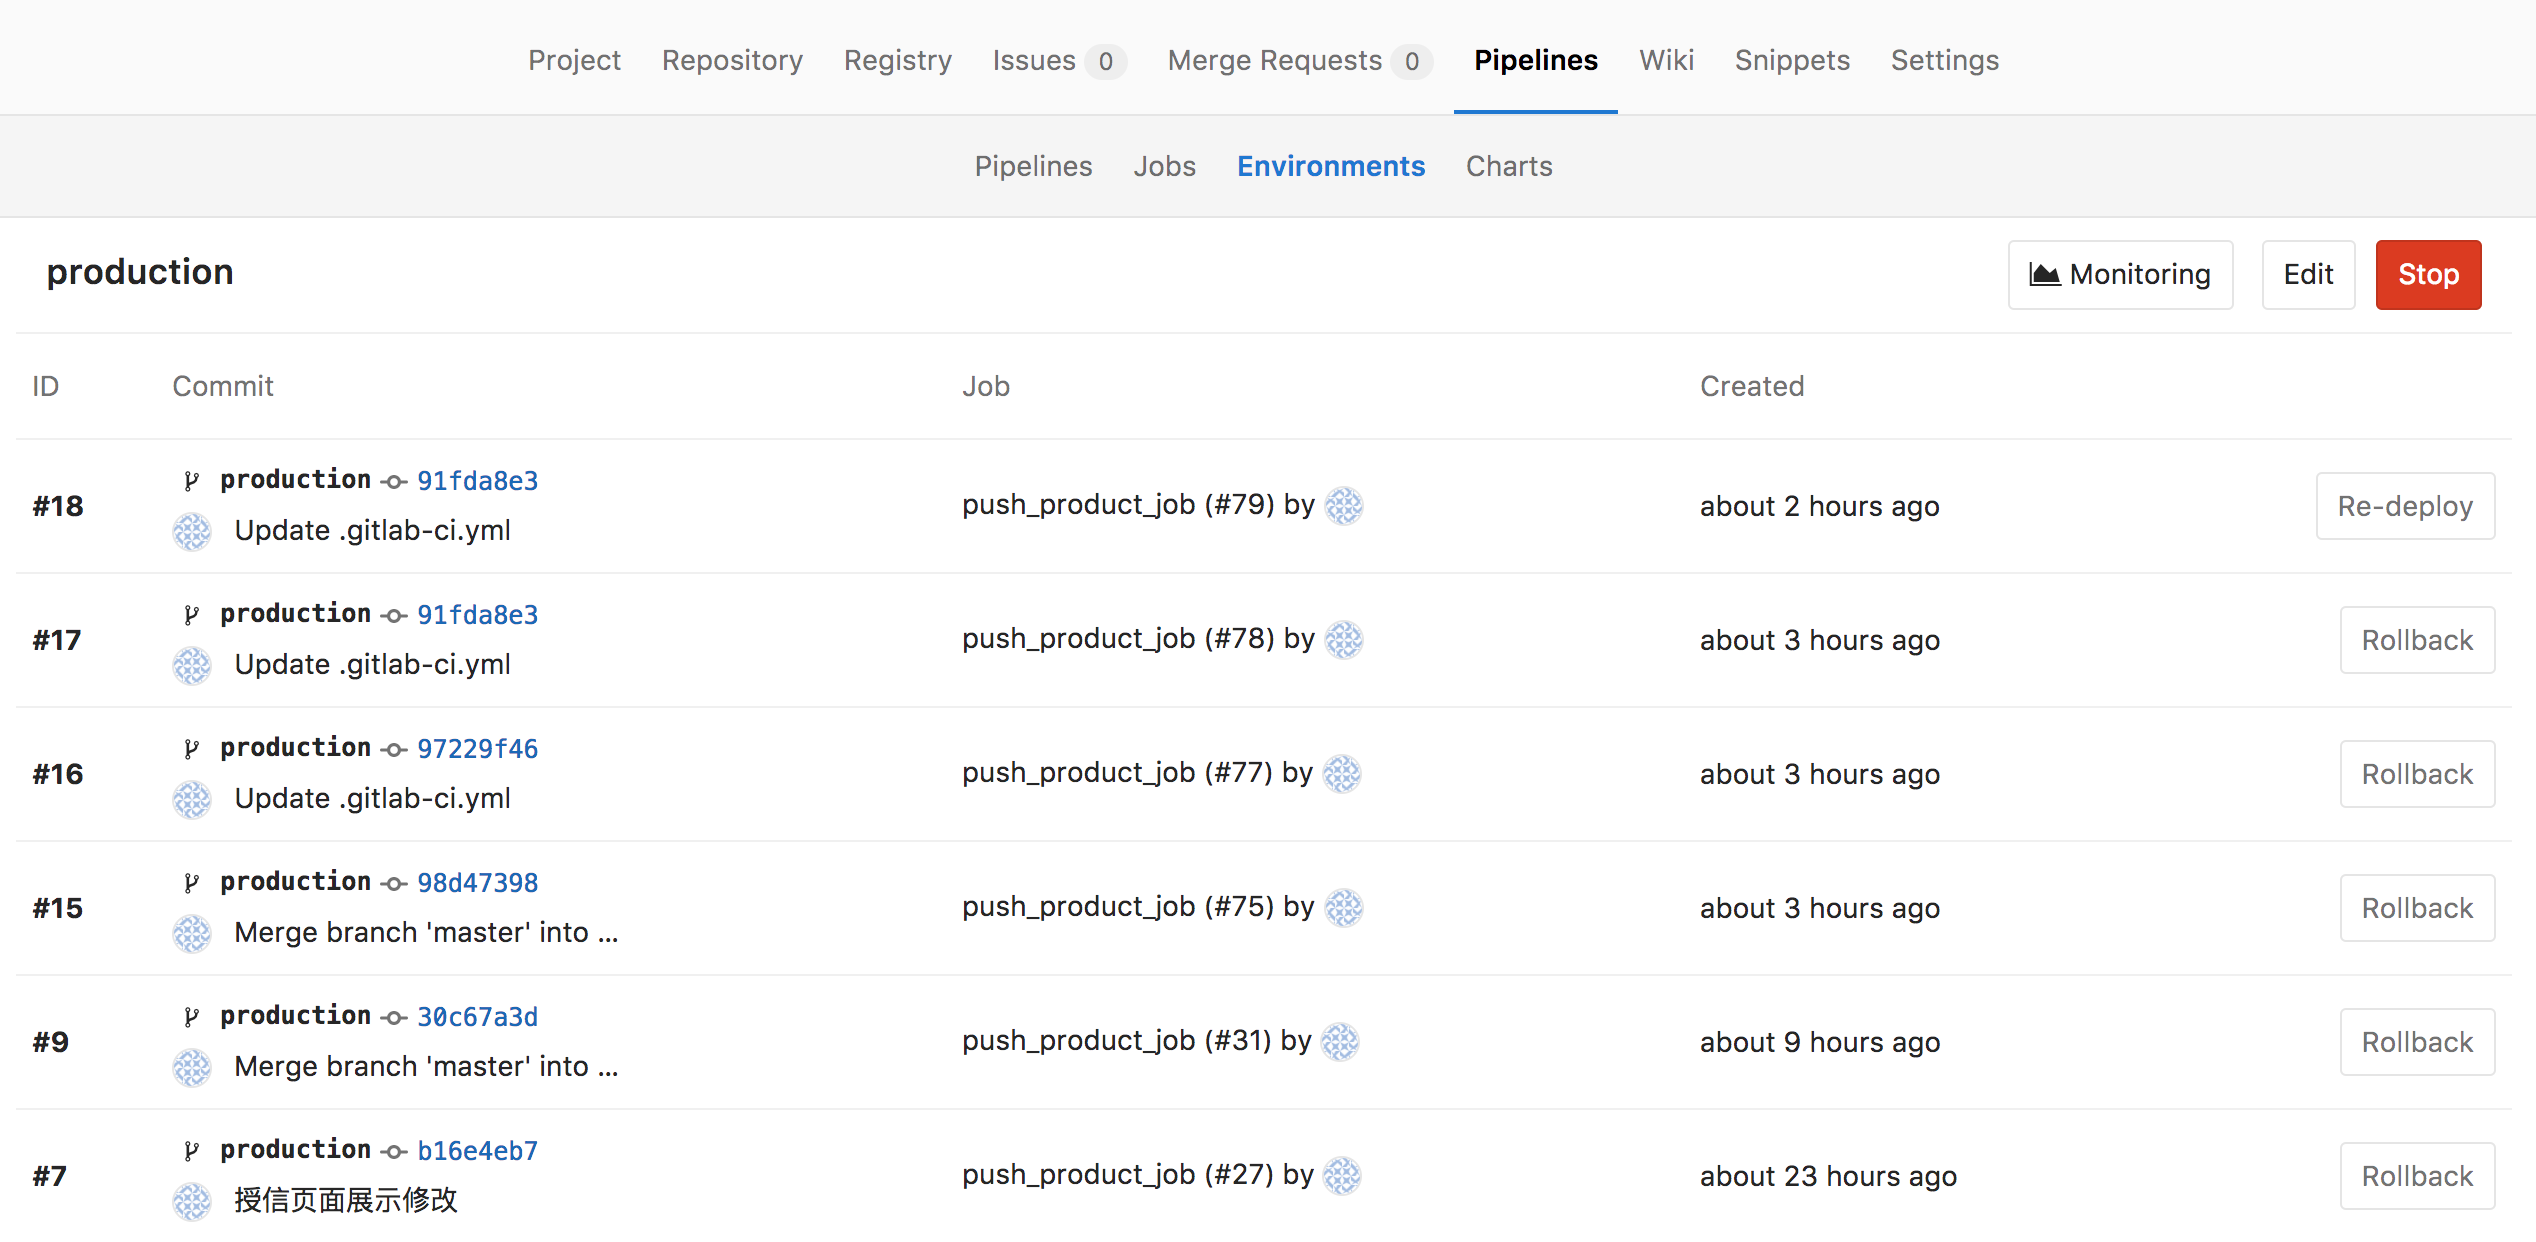 Project Repository Registry Issues 0 Merge Requests 0 Pipelines Wiki Snippets Settings
Pipelines Jobs Environments Charts
production Monitoring Edit Stop
ID Commit Job Created
production 91fda8e3
#18 push_product_job (#79) by about 2 hours ago Re-deploy
Update .gitlab-ci.yml
production 91fda8e3
#17 push_product_job (#78) by about 3 hours ago Rollback
Update .gitlab-ci.yml
production 97229f46
#16 push_product_job (#77) by about 3 hours ago Rollback
Update .gitlab-ci.yml
production 98d47398
#15 push_product_job (#75) by about 3 hours ago Rollback
Merge branch 'master' into ...
production 30c67a3d
#9 push_product_job (#31) by about 9 hours ago Rollback
Merge branch 'master' into ...
production b16e4eb7
#7 push_product_job (#27) by about 23 hours ago Rollback
授信页面展示修改